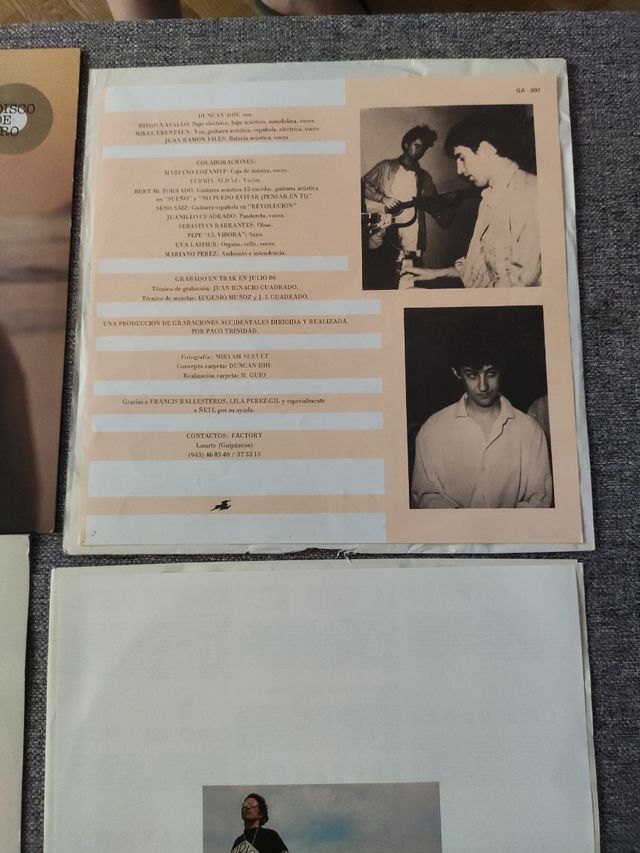 DISCO
DE
RO
GA - 097
DUNCAN DHU son
DIEGO VASALLO: Bajo eléctrico, bajo acústico, mandolina, voces.
MIKEL ERENTXUN: Voz, guitarra acústica, española, eléctrica, voces
JUAN RAMON VILES: Batería acústica, voces
COLABORACIONES:
MARIANO LOZANO-P: Caja de música, voces.
FERMIN ALDAZ: Violín
BERT Mc TORRADO: Guitarra acústica 12 cuerdas, guitarra acústica
en "SUEÑO" y "NO PUEDO EVITAR (PENSAR EN TI)"
SUSO SAIZ: Guitarra española en "REVOLUCION"
JUANILLO CUADRADO: Pandereta, voces.
SEBASTIAN BARRANTES: Oboe.
PEPE "EL VIBORA": Saxo.
EVA LASPIUR: Organo, cello, voces.
MARIANO PEREZ: Ambiente e intendencia.
GRABADO EN TRAK EN JULIO 86
Técnico de grabación: JUAN IGNACIO CUADRADO.
Técnico de mezclas: EUGENIO MUÑOZ y J. I. CUADRADO.
UNA PRODUCCION DE GRABACIONES ACCIDENTALES DIRIGIDA Y REALIZADA
POR PACO TRINIDAD.
Fotografía: MIRYAM SERVET
Concepto carpeta: DUNCAN DHU
Realización carpeta: M. GUIO
Gracias a FRANCIS BALLESTEROS, LILA PEREZ-GIL y especialmente
a ÑETE por su ayuda.
CONTACTOS: FACTORY
Lasarte (Guipúzcoa)
(943) 46 83 40 / 37 33 13